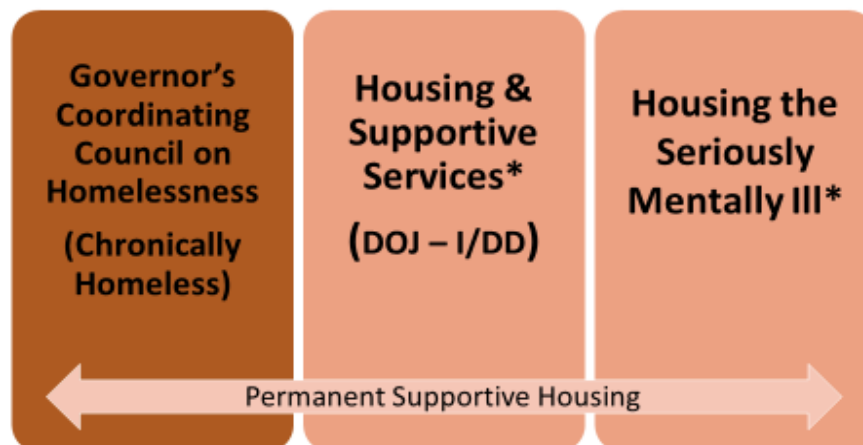 Governor's
Coordinating
Council on
Homelessness
(Chronically
Homeless)
Housing &
Supportive
Services*
(DOJ – I/DD)
Housing the
Seriously
Mentally Ill*
Permanent Supportive Housing